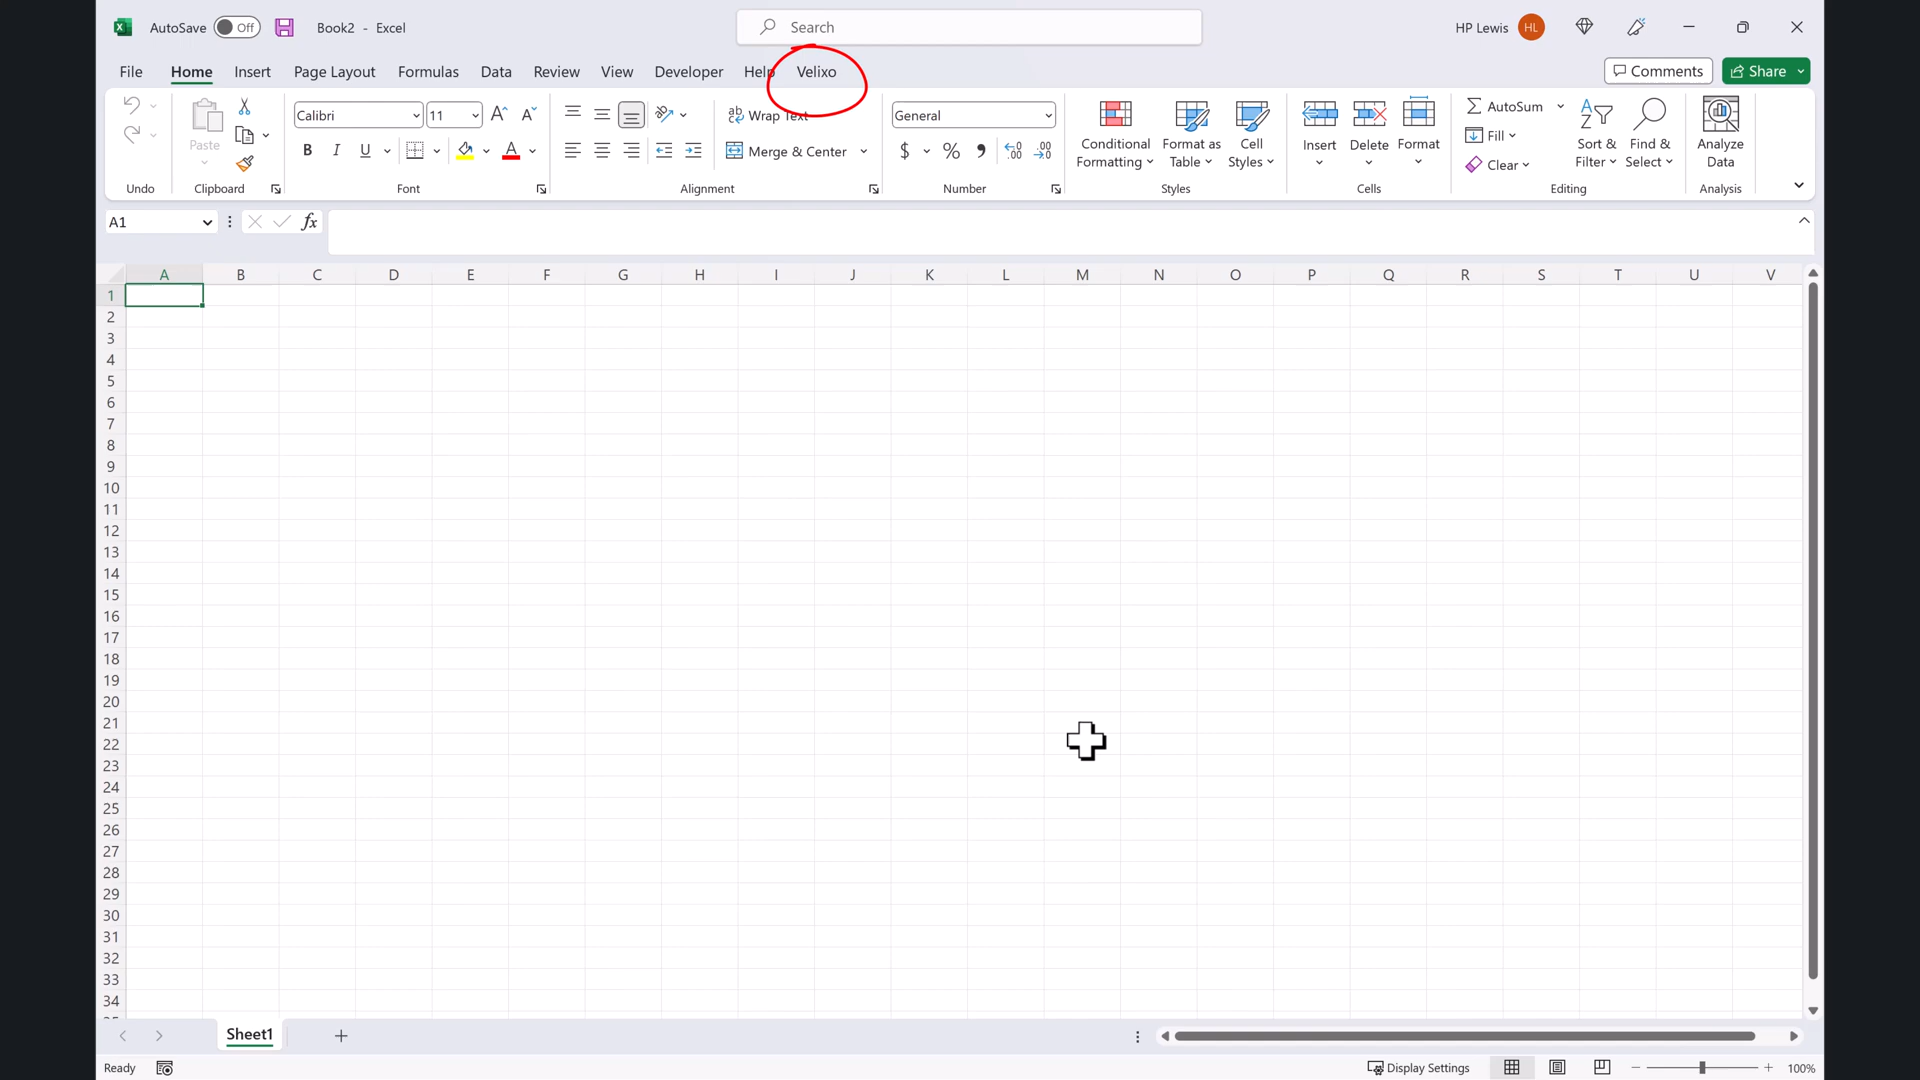 AutoSave Off Book2 - Excel Search HP Lewis HL
File Home Insert Page Layout Formulas Data Review View Developer Help Velixo Comments Share
Paste
Calibri 11
B I U A
Wrap Text
Merge & Center
General
$ %
Conditional Formatting
Format as Table
Cell Styles
Insert Delete Format
AutoSum
Fill
Clear
Sort & Filter
Find & Select
Analyze Data
Undo Clipboard Font Alignment Number Styles Cells Editing Analysis
A1 fx
A B C D E F G H I J K L M N O P Q R S T U V
1
2
3
4
5
6
7
8
9
10
11
12
13
14
15
16
17
18
19
20
21
22
23
24
25
26
27
28
29
30
31
32
33
34
Sheet1
Ready Display Settings 100%